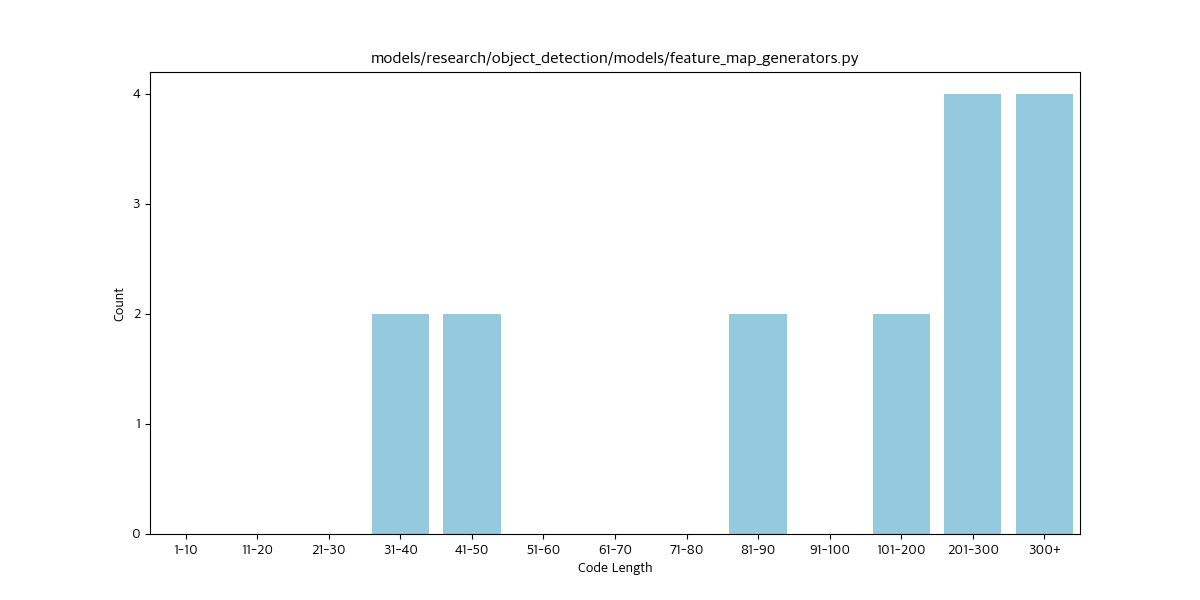 models/research/object_detection/models/feature_map_generators.py
4
3
2
1
0
Count
1-10 11-20 21-30 31-40 41-50 51-60 61-70 71-80 81-90 91-100 101-200 201-300 300+
Code Length